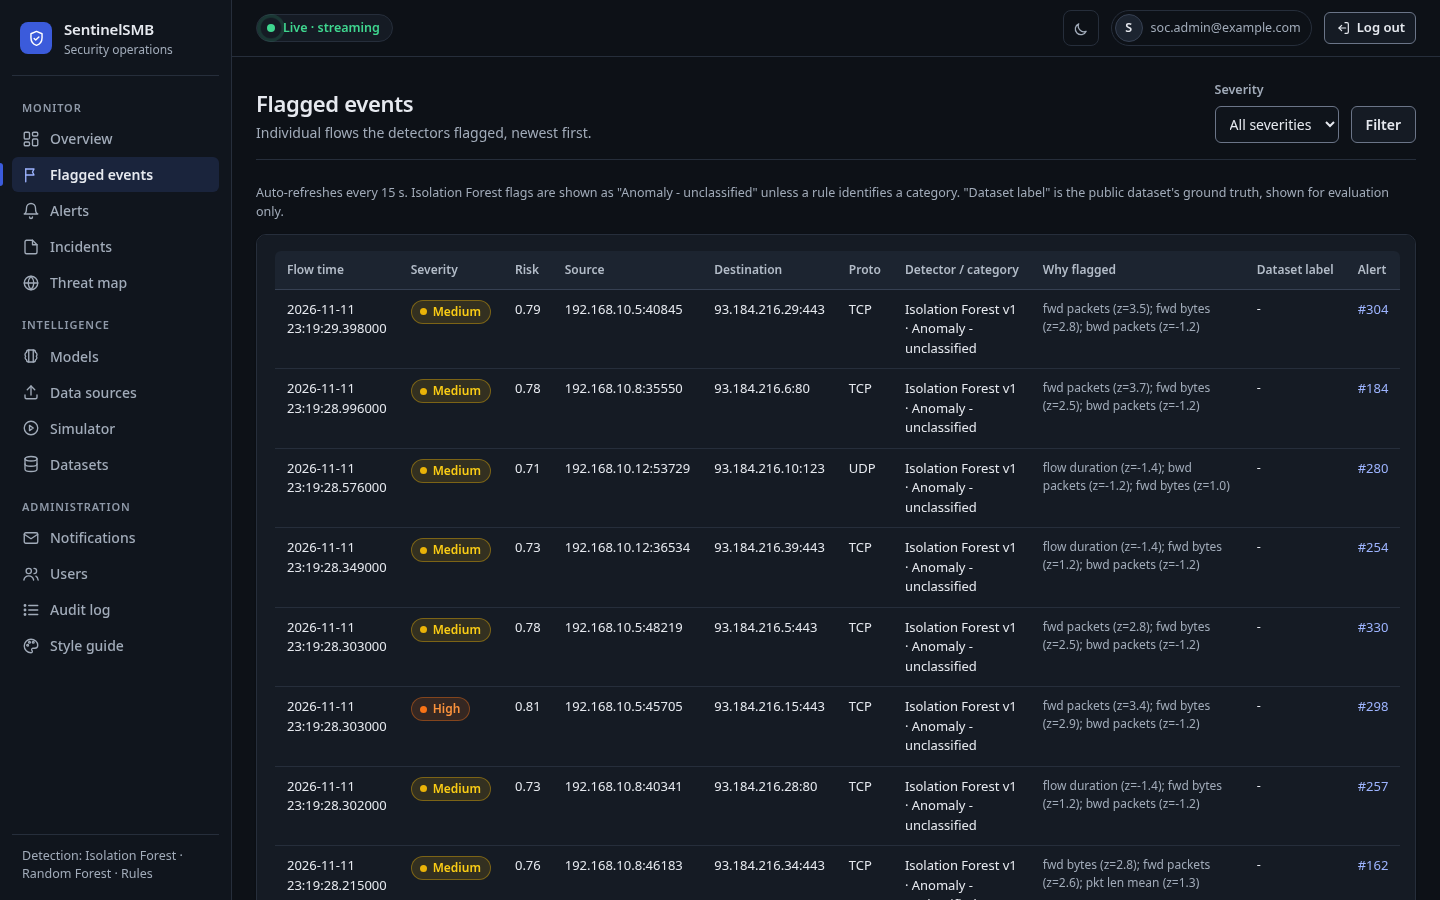 SentinelSMB
Security operations
MONITOR
Overview
Flagged events
Alerts
Incidents
Threat map
INTELLIGENCE
Models
Data sources
Simulator
Datasets
ADMINISTRATION
Notifications
Users
Audit log
Style guide
Detection: Isolation Forest ·
Random Forest · Rules
Live · streaming
S soc.admin@example.com
Log out
Flagged events
Individual flows the detectors flagged, newest first.
Severity
All severities
Filter
Auto-refreshes every 15 s. Isolation Forest flags are shown as "Anomaly - unclassified" unless a rule identifies a category. "Dataset label" is the public dataset's ground truth, shown for evaluation
only.
Flow time Severity Risk Source Destination Proto Detector / category Why flagged Dataset label Alert
2026-11-11 Medium 0.79 192.168.10.5:40845 93.184.216.29:443 TCP Isolation Forest v1 fwd packets (z=3.5); fwd bytes - #304
23:19:29.398000 · Anomaly - (z=2.8); bwd packets (z=-1.2)
unclassified
2026-11-11 Medium 0.78 192.168.10.8:35550 93.184.216.6:80 TCP Isolation Forest v1 fwd packets (z=3.7); fwd bytes - #184
23:19:28.996000 · Anomaly - (z=2.5); bwd packets (z=-1.2)
unclassified
2026-11-11 Medium 0.71 192.168.10.12:53729 93.184.216.10:123 UDP Isolation Forest v1 flow duration (z=-1.4); bwd - #280
23:19:28.576000 · Anomaly - packets (z=-1.2); fwd bytes (z=1.0)
unclassified
2026-11-11 Medium 0.73 192.168.10.12:36534 93.184.216.39:443 TCP Isolation Forest v1 flow duration (z=-1.4); fwd bytes - #254
23:19:28.349000 · Anomaly - (z=1.2); bwd packets (z=-1.2)
unclassified
2026-11-11 Medium 0.78 192.168.10.5:48219 93.184.216.5:443 TCP Isolation Forest v1 fwd packets (z=2.8); fwd bytes - #330
23:19:28.303000 · Anomaly - (z=2.5); bwd packets (z=-1.2)
unclassified
2026-11-11 High 0.81 192.168.10.5:45705 93.184.216.15:443 TCP Isolation Forest v1 fwd packets (z=3.4); fwd bytes - #298
23:19:28.303000 · Anomaly - (z=2.9); bwd packets (z=-1.2)
unclassified
2026-11-11 Medium 0.73 192.168.10.8:40341 93.184.216.28:80 TCP Isolation Forest v1 flow duration (z=-1.4); fwd bytes - #257
23:19:28.302000 · Anomaly - (z=1.2); bwd packets (z=-1.2)
unclassified
2026-11-11 Medium 0.76 192.168.10.8:46183 93.184.216.34:443 TCP Isolation Forest v1 fwd bytes (z=2.8); fwd packets - #162
23:19:28.215000 · Anomaly - (z=2.6); pkt len mean (z=1.3)